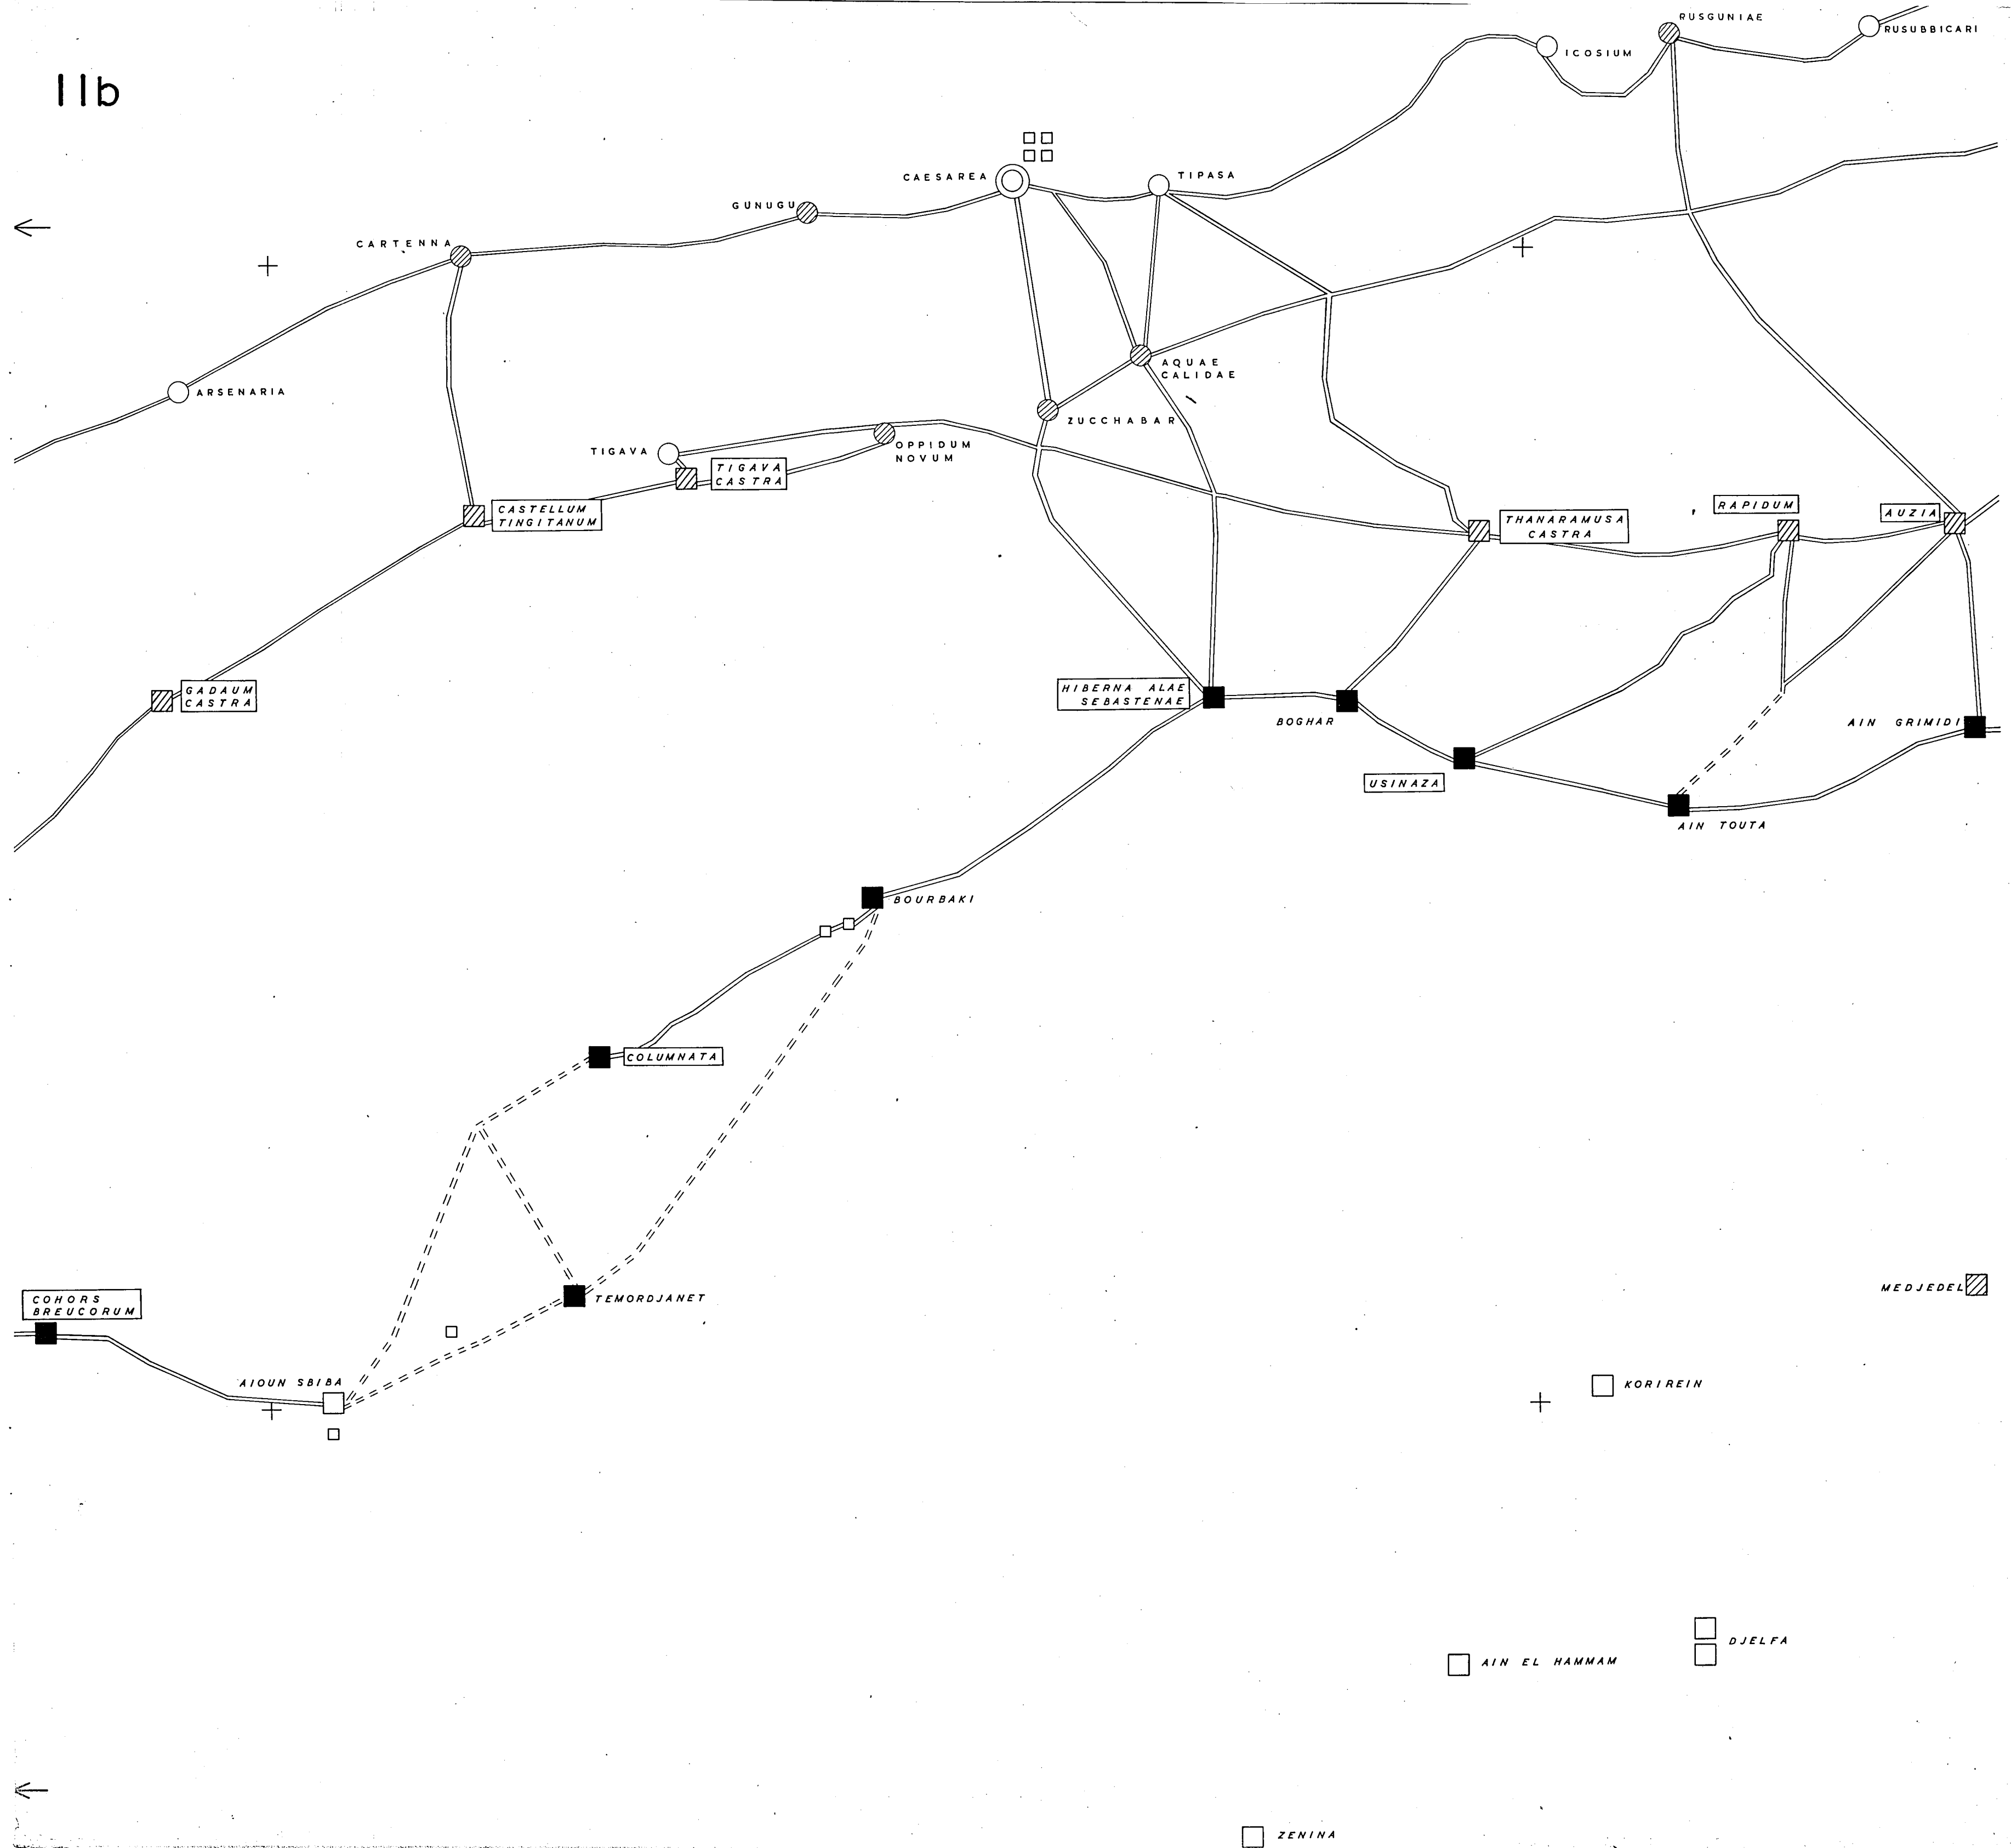 IIb
RUSGUNIAE
RUSUBBICARI
ICOSIUM
CAESAREA
TIPASA
GUNUGU
CARTENNA
ARSENARIA
AQUAE
CALIDAE
ZUCCHABAR
TIGAVA
OPPIDUM
NOVUM
TIGAVA
CASTRA
CASTELLUM
TINGITANUM
THANARAMUSA
CASTRA
RAPIDUM
AUZIA
GADAUM
CASTRA
HIBERNA ALAE
SEBASTENAE
BOGHAR
AIN GRIMIDI
USINAZA
AIN TOUTA
BOURBAKI
COLUMNATA
TEMORDJANET
MEDJEDEL
COHORS
BREUCORUM
AIOUN SBIBA
KORIREIN
DJELFA
AIN EL HAMMAM
ZENINA